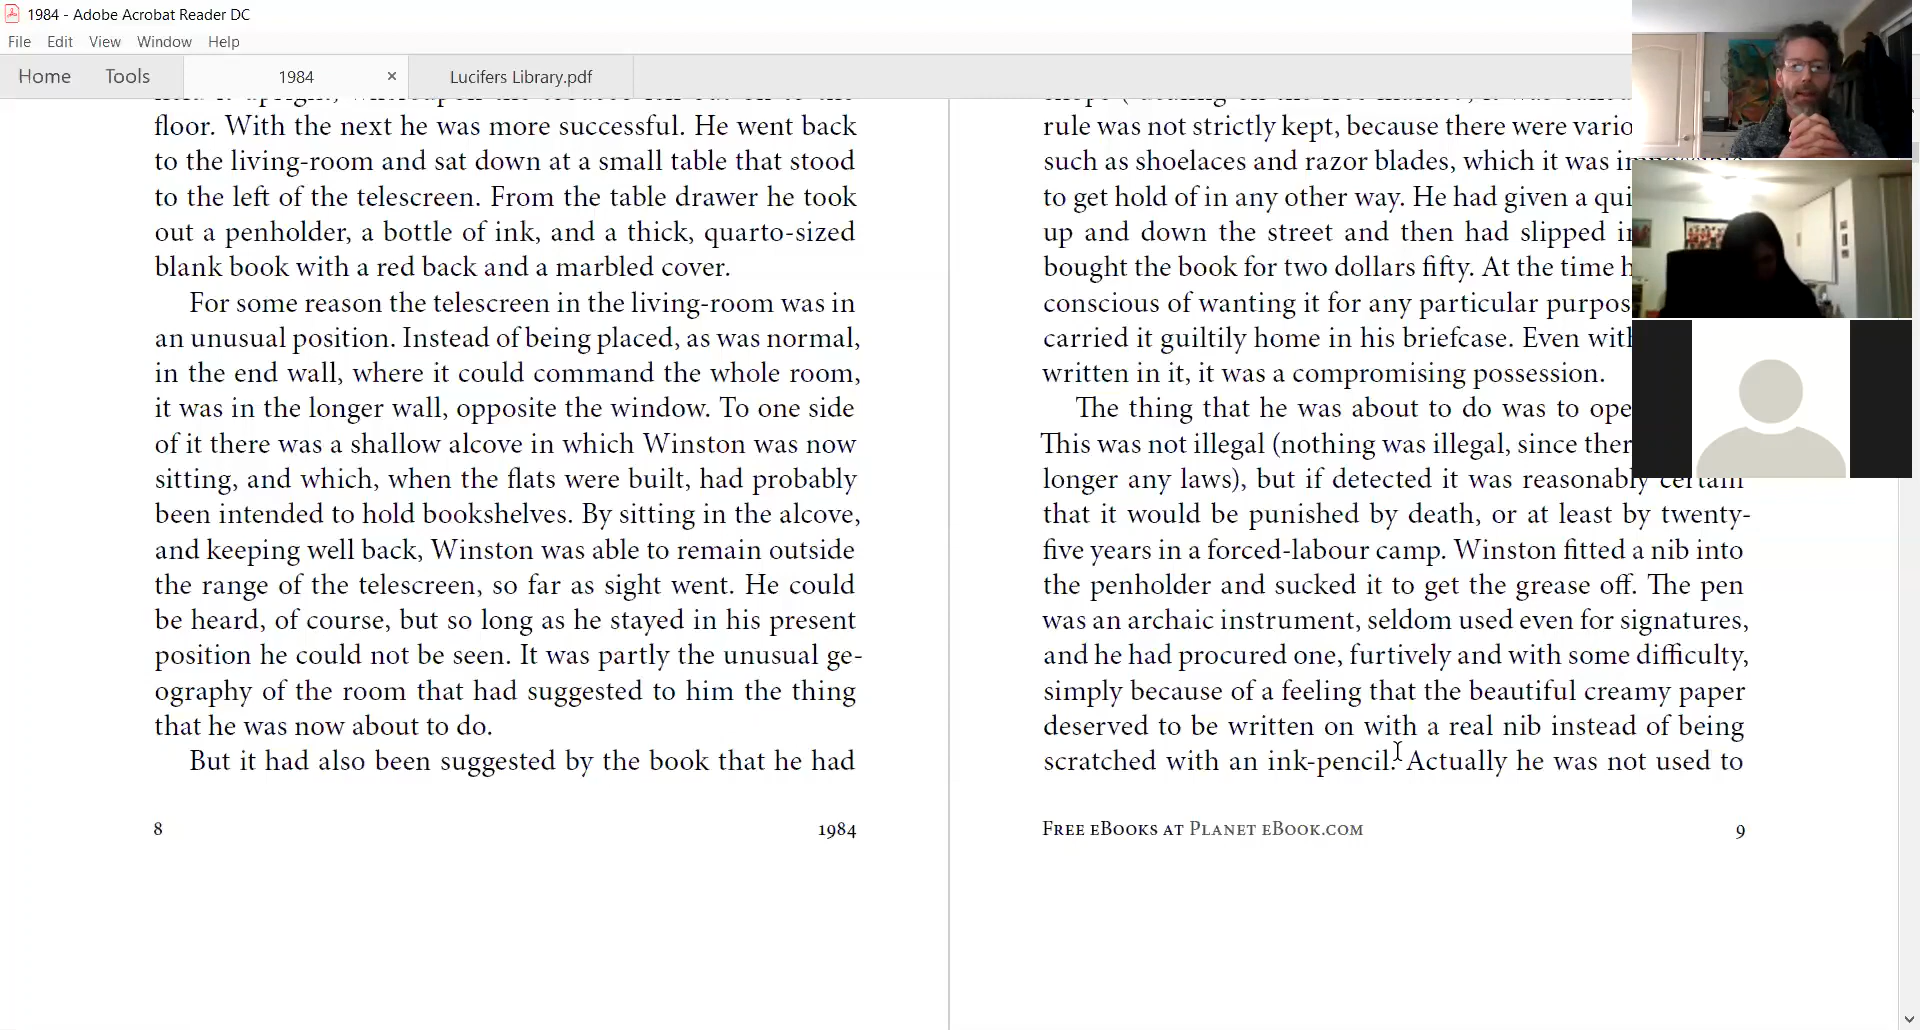 1984 - Adobe Acrobat Reader DC
File Edit View Window Help
Home Tools 1984 × Lucifers Library.pdf
floor. With the next he was more successful. He went back
to the living-room and sat down at a small table that stood
to the left of the telescreen. From the table drawer he took
out a penholder, a bottle of ink, and a thick, quarto-sized
blank book with a red back and a marbled cover.
For some reason the telescreen in the living-room was in
an unusual position. Instead of being placed, as was normal,
in the end wall, where it could command the whole room,
it was in the longer wall, opposite the window. To one side
of it there was a shallow alcove in which Winston was now
sitting, and which, when the flats were built, had probably
been intended to hold bookshelves. By sitting in the alcove,
and keeping well back, Winston was able to remain outside
the range of the telescreen, so far as sight went. He could
be heard, of course, but so long as he stayed in his present
position he could not be seen. It was partly the unusual ge-
ography of the room that had suggested to him the thing
that he was now about to do.
But it had also been suggested by the book that he had
8 1984
rule was not strictly kept, because there were
such as shoelaces and razor blades, which it was
to get hold of in any other way. He had given a
up and down the street and then had slipped
bought the book for two dollars fifty. At the time
conscious of wanting it for any particular
carried it guiltily home in his briefcase. Even
written in it, it was a compromising possession.
The thing that he was about to do was to
This was not illegal (nothing was illegal, since
longer any laws), but if detected it was reasonably certain
that it would be punished by death, or at least by twenty-
five years in a forced-labour camp. Winston fitted a nib into
the penholder and sucked it to get the grease off. The pen
was an archaic instrument, seldom used even for signatures,
and he had procured one, furtively and with some difficulty,
simply because of a feeling that the beautiful creamy paper
deserved to be written on with a real nib instead of being
scratched with an ink-pencil. Actually he was not used to
Free eBooks at Planet eBook.com 9